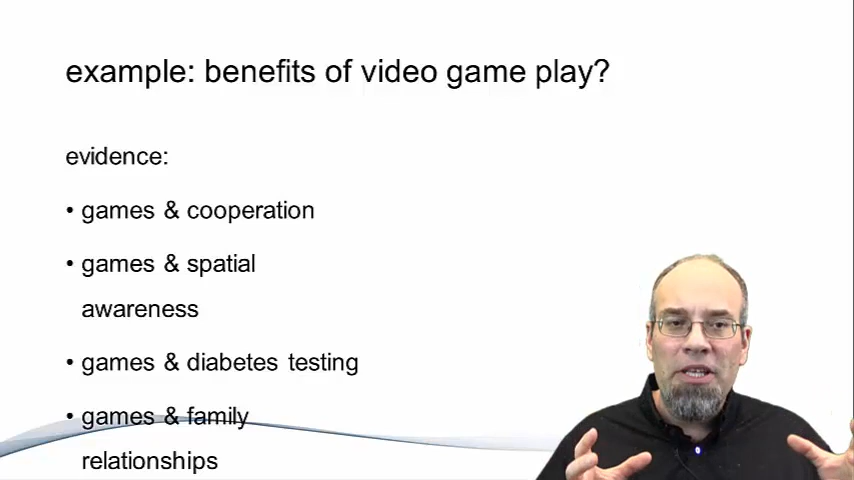 example: benefits of video game play?
evidence:
• games & cooperation
• games & spatial
awareness
• games & diabetes testing
• games & family
relationships